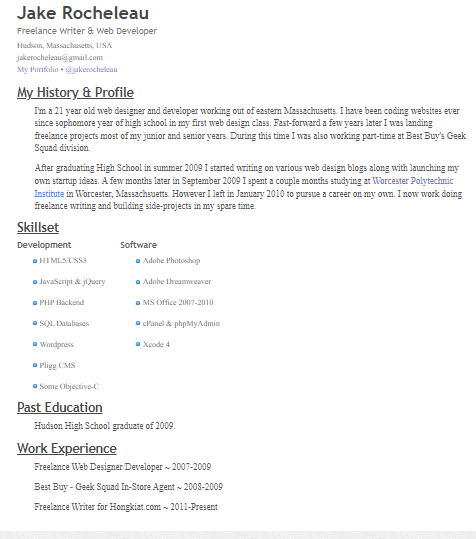 Jake Rocheleau
Freelance Writer & Web Developer
Hudson, Massachusetts, USA
jakerocheleau@gmail.com
My Portfolio • @jakerocheleau
My History & Profile
I'm a 21 year old web designer and developer working out of eastern Massachusetts. I have been coding websites ever
since sophomore year of high school in my first web design class. Fast-forward a few years later I was landing
freelance projects most of my junior and senior years. During this time I was also working part-time at Best Buy's Geek
Squad division.
After graduating High School in summer 2009 I started writing on various web design blogs along with launching my
own startup ideas. A few months later in September 2009 I spent a couple months studying at Worcester Polytechnic
Institute in Worcester, Massachusetts. However I left in January 2010 to pursue a career on my own. I now work doing
freelance writing and building side-projects in my spare time.
Skillset
Development Software
HTML5/CSS3 Adobe Photoshop
JavaScript & jQuery Adobe Dreamweaver
PHP Backend MS Office 2007-2010
SQL Databases cPanel & phpMyAdmin
Wordpress Xcode 4
Pligg CMS
Some Objective-C
Past Education
Hudson High School graduate of 2009.
Work Experience
Freelance Web Designer/Developer ~ 2007-2009
Best Buy - Geek Squad In-Store Agent ~ 2008-2009
Freelance Writer for Hongkiat.com ~ 2011-Present